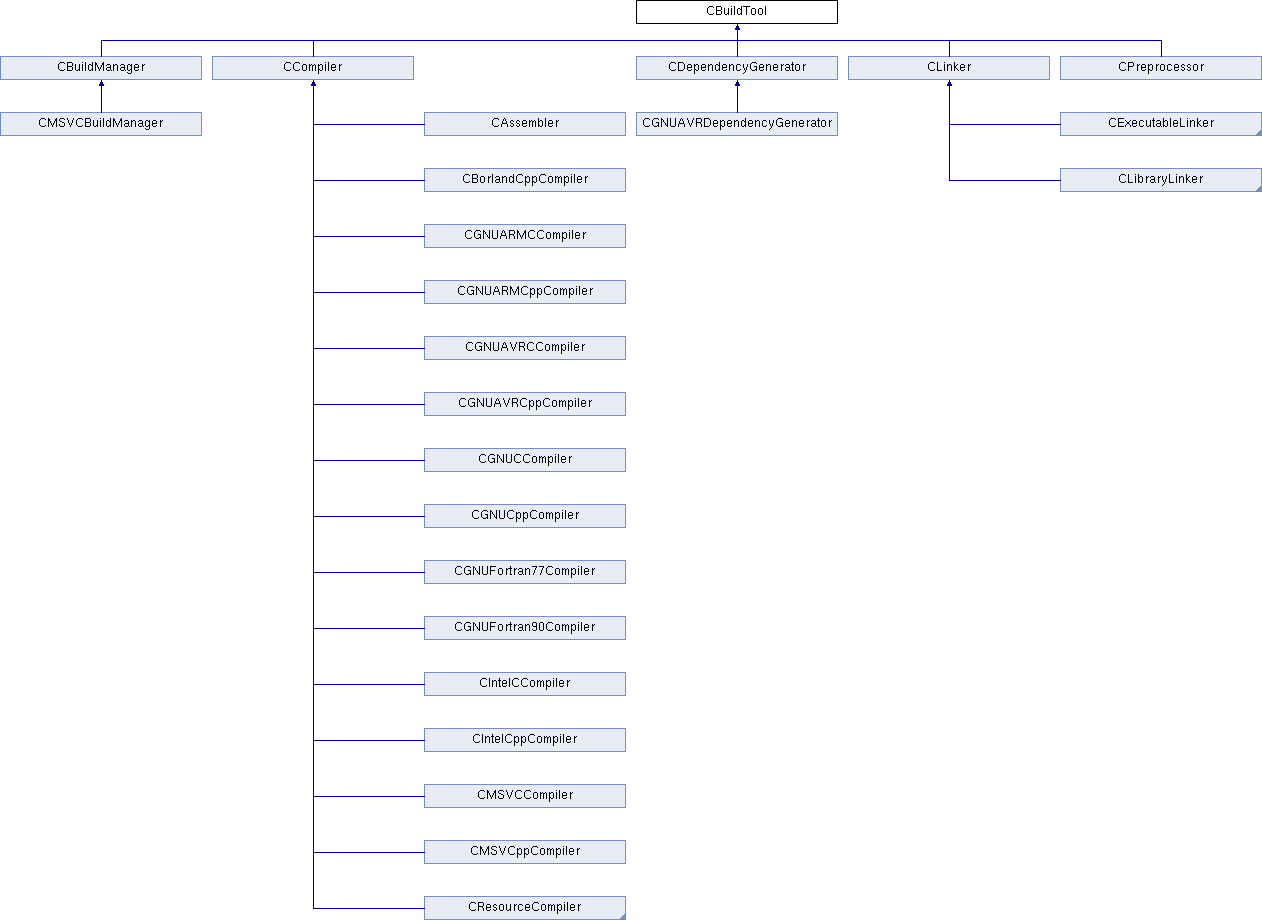 CBuildTool
CBuildManager
CCompiler
CDependencyGenerator
CLinker
CPreprocessor
CMSVCBuildManager
CAssembler
CGNUAVRDependencyGenerator
CExecutableLinker
CBorlandCppCompiler
CLibraryLinker
CGNUARMCCompiler
CGNUARMCppCompiler
CGNUAVRCCompiler
CGNUAVRCppCompiler
CGNUCCompiler
CGNUCppCompiler
CGNUFortran77Compiler
CGNUFortran90Compiler
CIntelCCompiler
CIntelCppCompiler
CMSVCCompiler
CMSVCppCompiler
CResourceCompiler